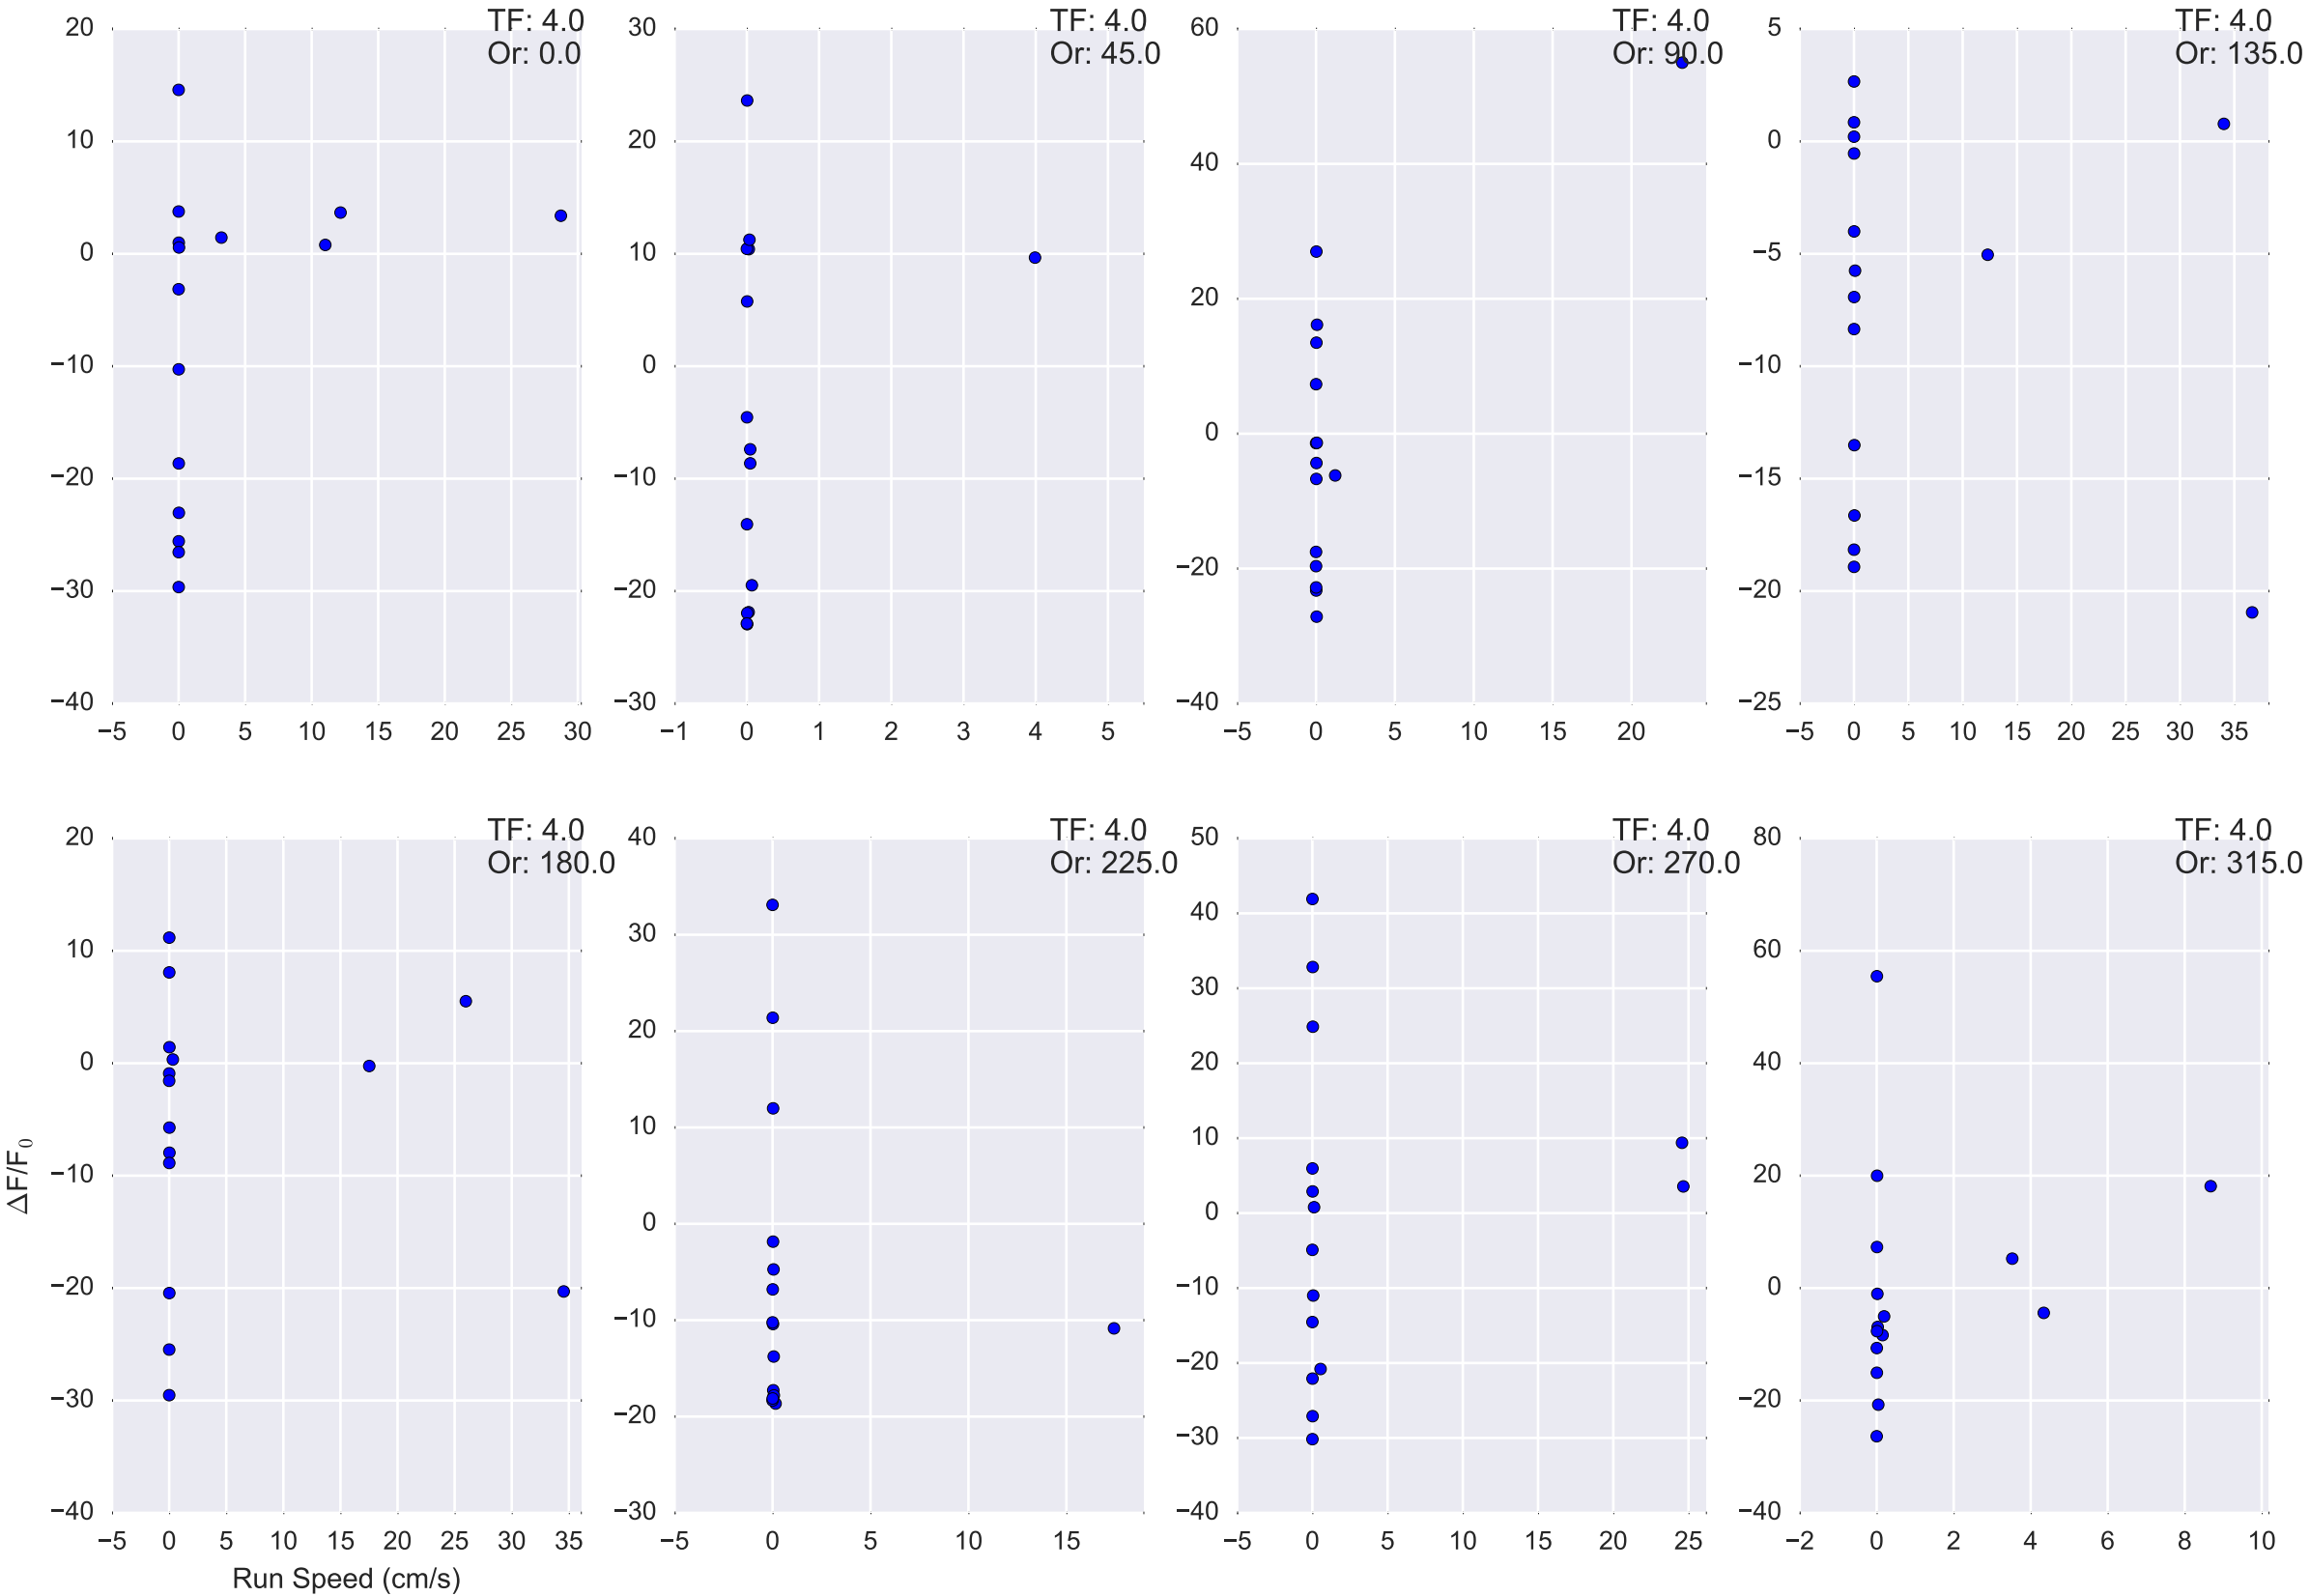 TF: 4.0
Or: 0.0
20
10
0
−10
−20
−30
−40
−5 0 5 10 15 20 25 30
TF: 4.0
Or: 45.0
30
20
10
0
−10
−20
−30
−1 0 1 2 3 4 5
TF: 4.0
Or: 90.0
60
40
20
0
−20
−40
−5 0 5 10 15 20
TF: 4.0
Or: 135.0
5
0
−5
−10
−15
−20
−25
−5 0 5 10 15 20 25 30 35
TF: 4.0
Or: 180.0
20
10
0
−10
−20
−30
−40
−5 0 5 10 15 20 25 30 35
ΔF/F₀
Run Speed (cm/s)
TF: 4.0
Or: 225.0
40
30
20
10
0
−10
−20
−30
−5 0 5 10 15
TF: 4.0
Or: 270.0
50
40
30
20
10
0
−10
−20
−30
−40
−5 0 5 10 15 20 25
TF: 4.0
Or: 315.0
80
60
40
20
0
−20
−40
−2 0 2 4 6 8 10